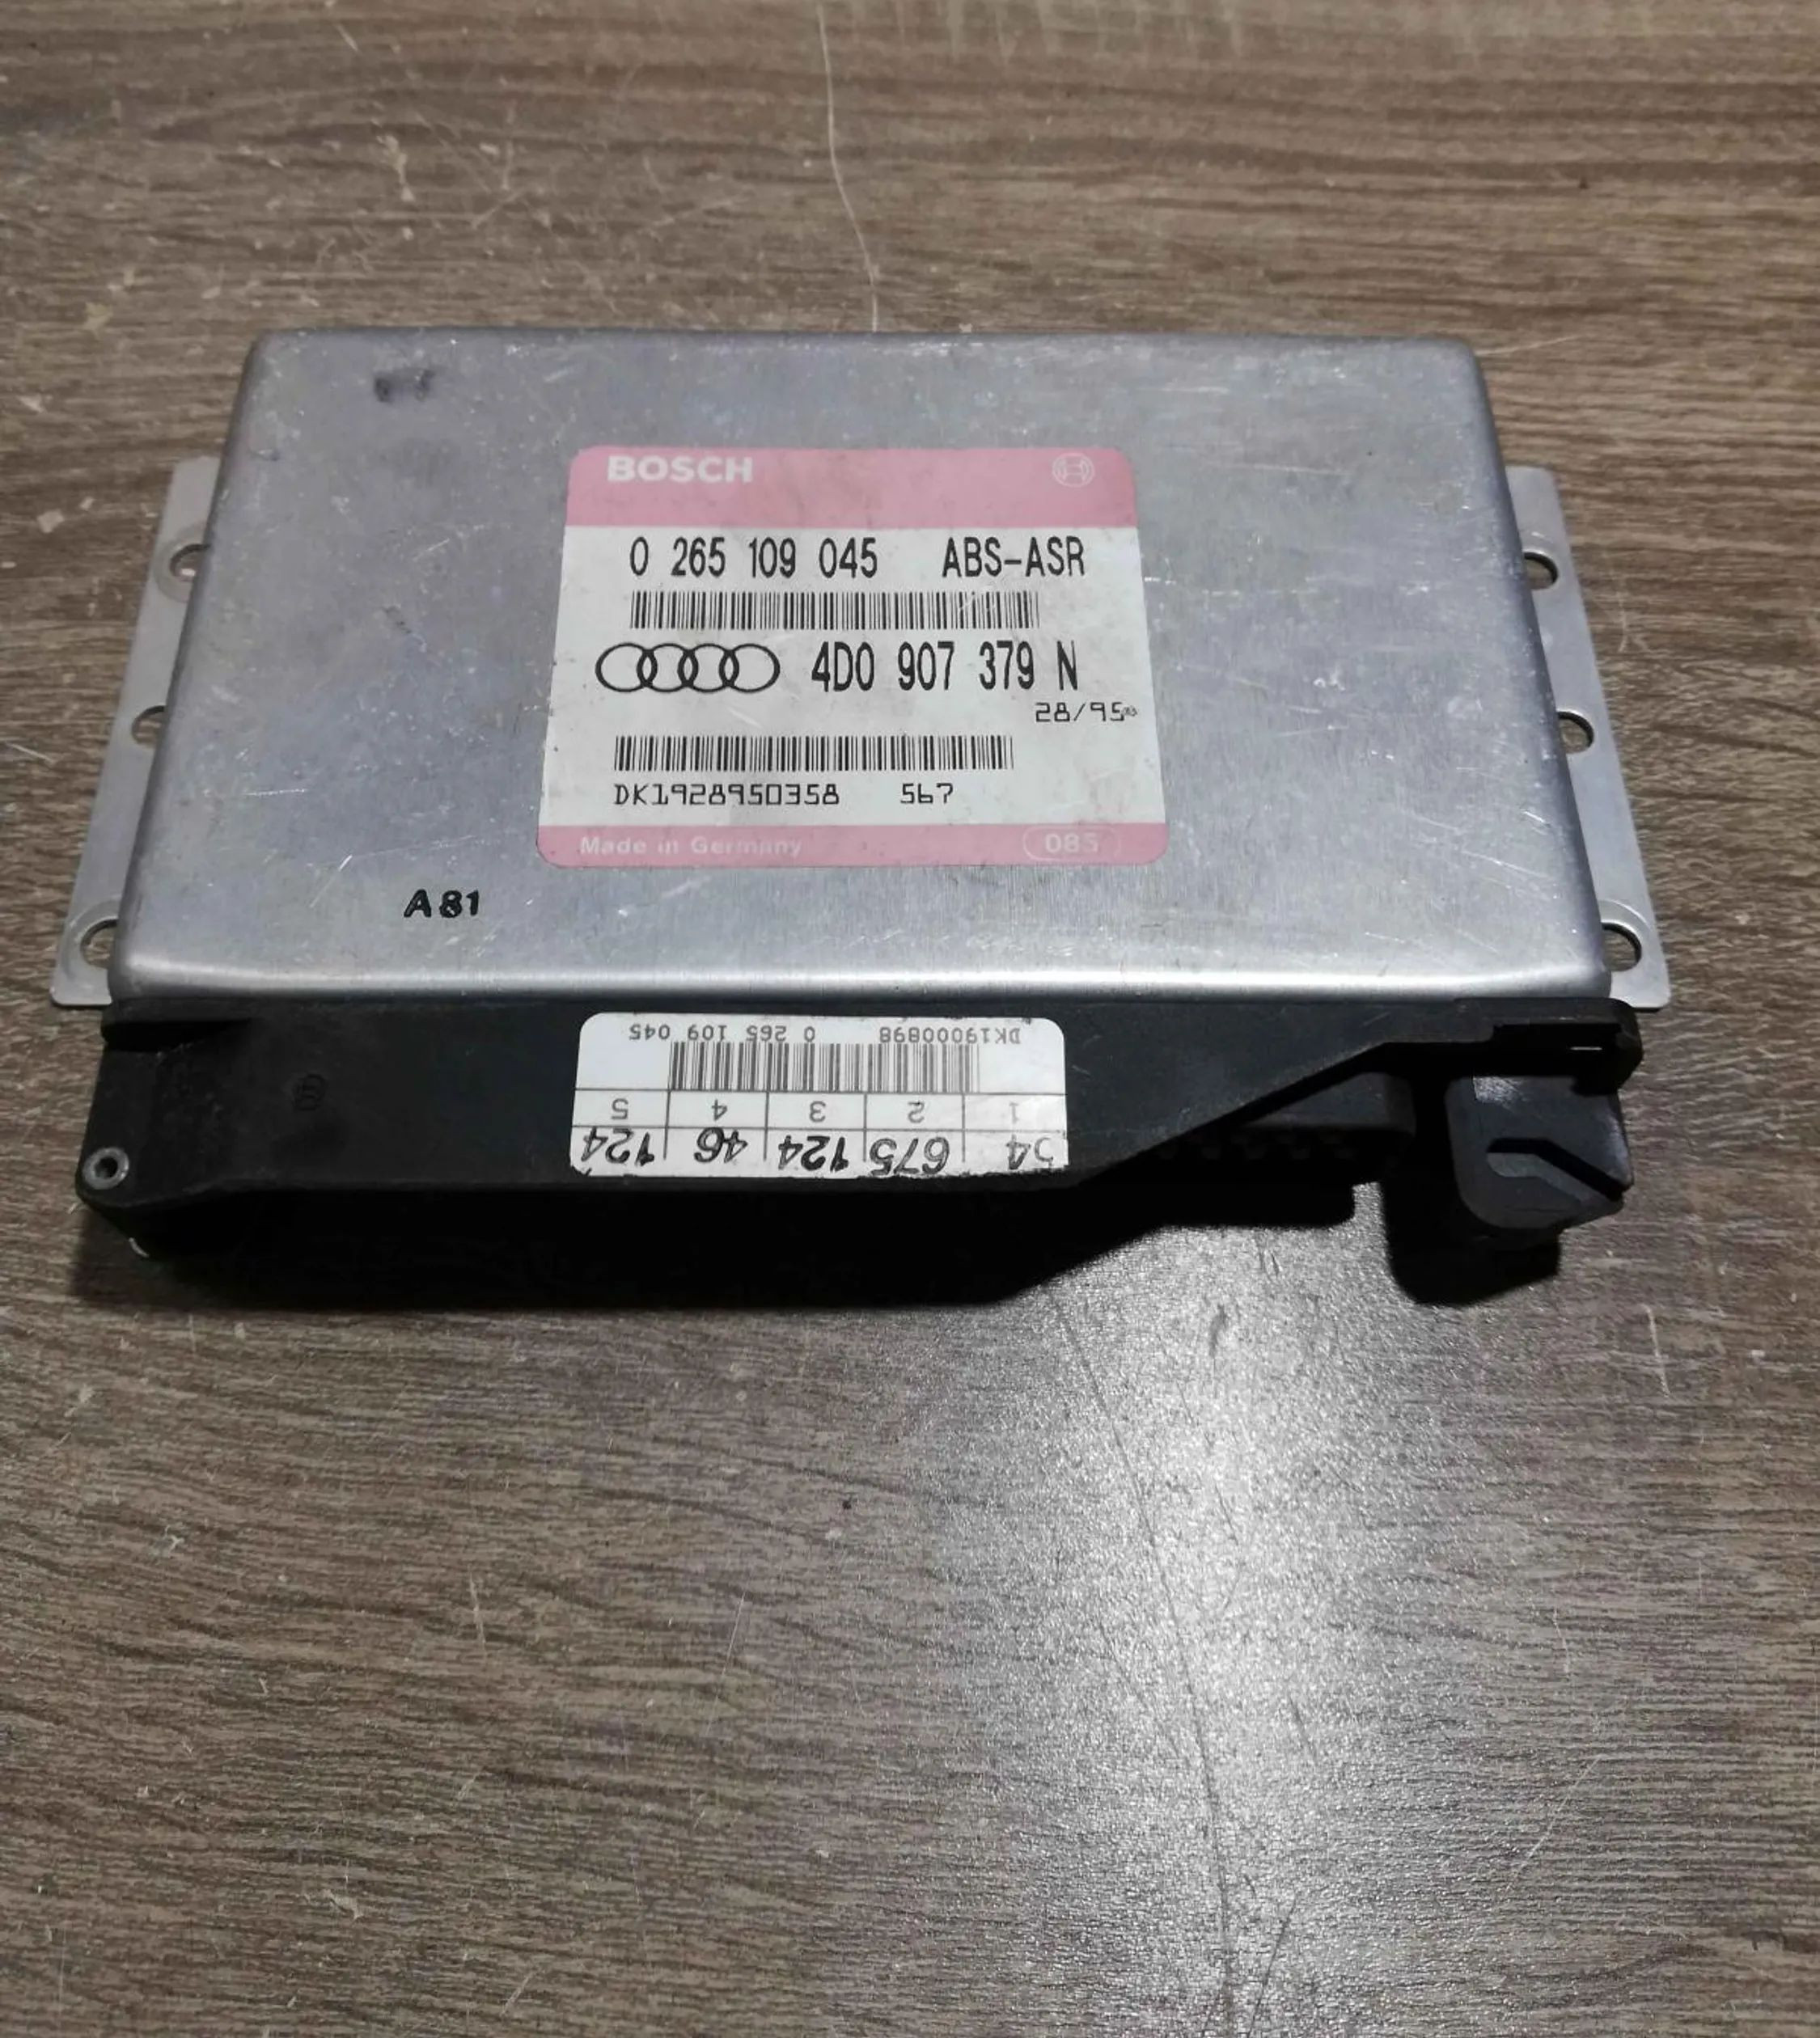 BOSCH
0 265 109 045 ABS-ASR
4D0 907 379 N
28/95
DK1928950358 567
Made in Germany 085
A81
DK19000898 0 265 109 045
1 2 3 4 5
675 124 46 124